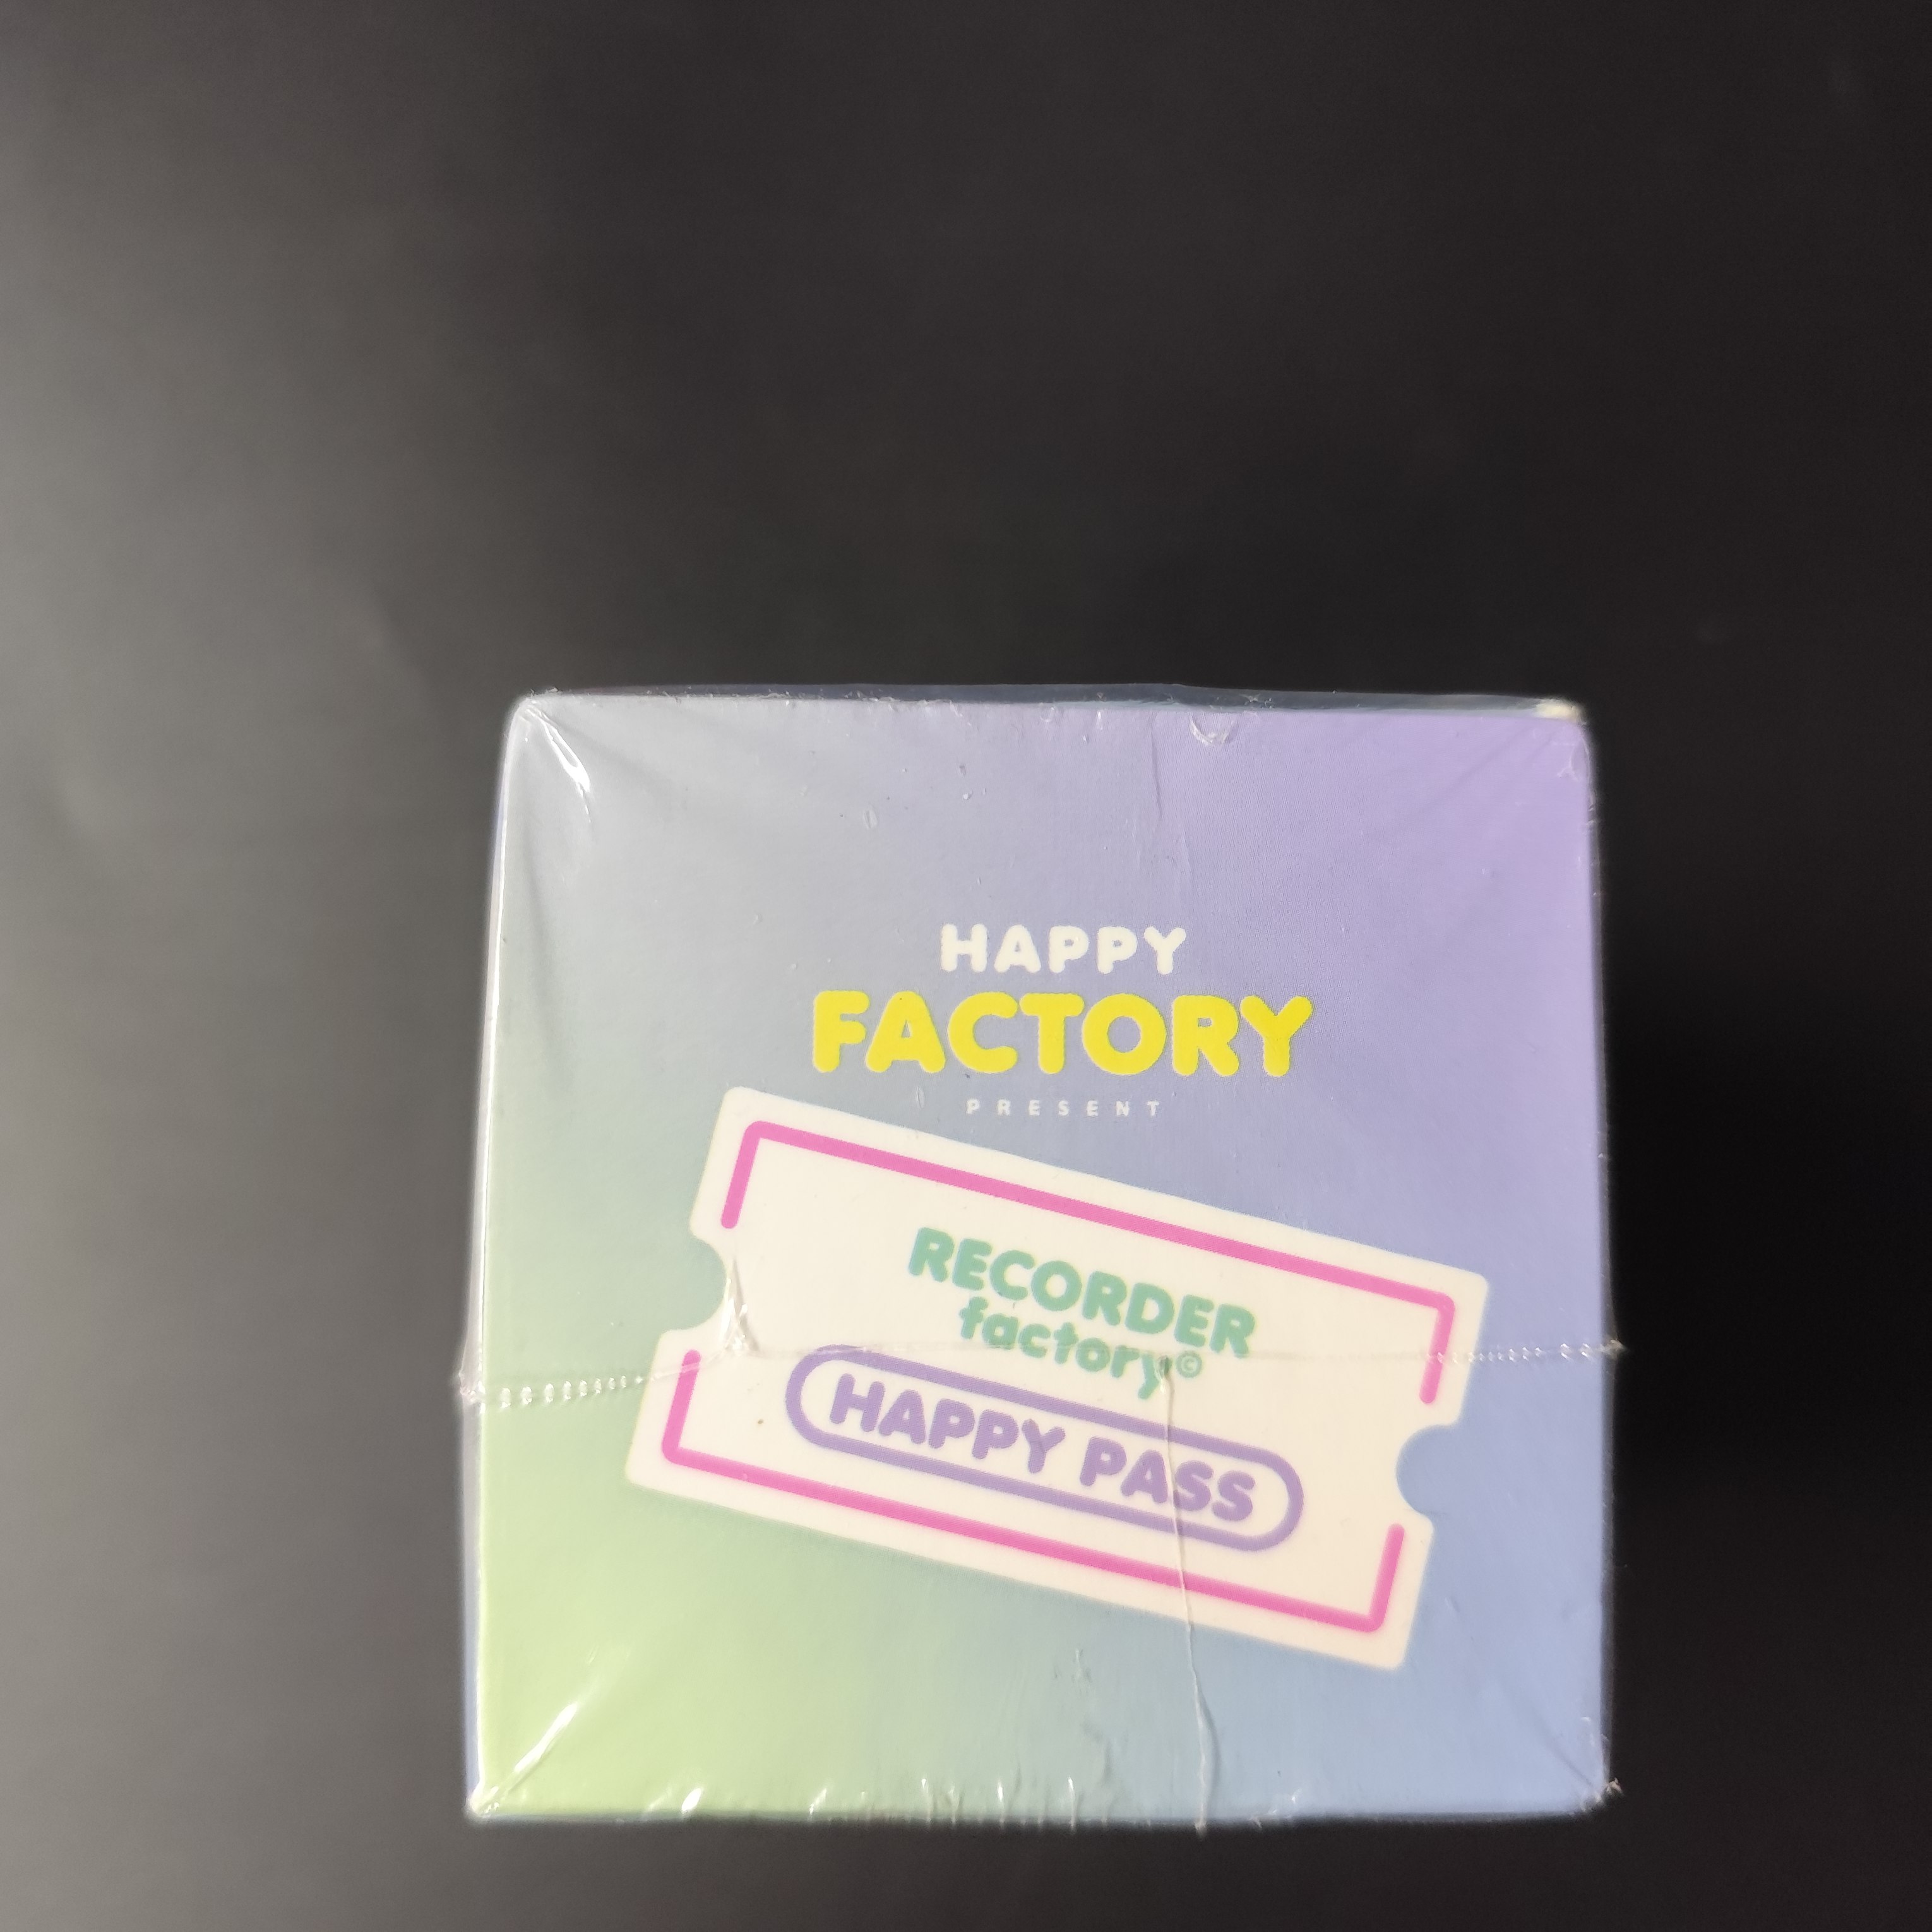 HAPPY
FACTORY
PRESENT
RECORDER
factory©
HAPPY PASS